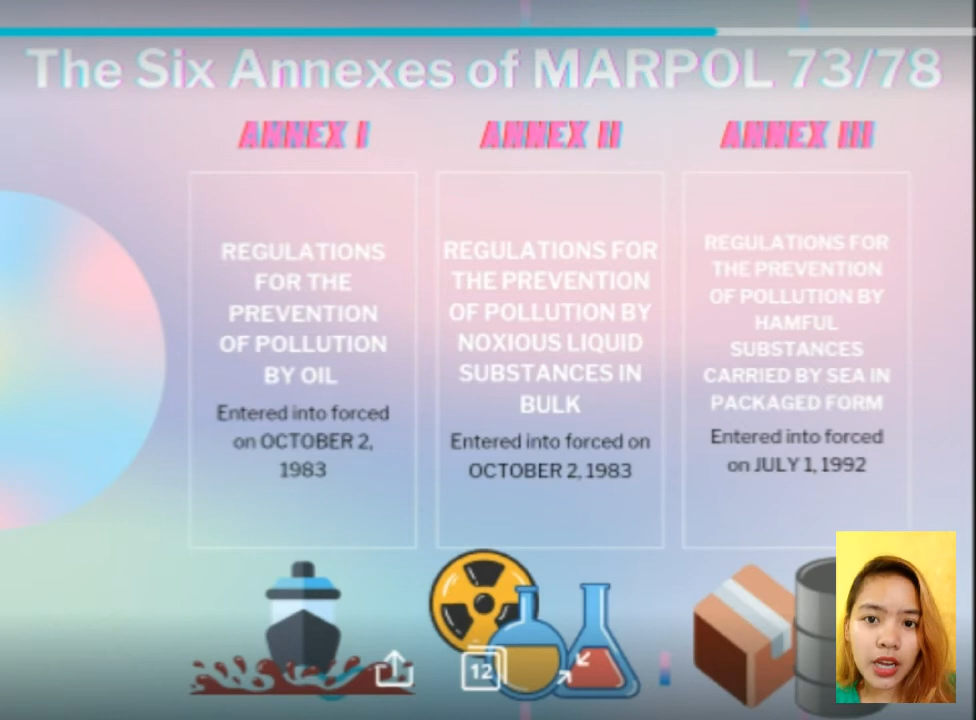 The Six Annexes of MARPOL 73/78
ANNEX I
REGULATIONS
FOR THE
PREVENTION
OF POLLUTION
BY OIL
Entered into forced
on OCTOBER 2,
1983
ANNEX II
REGULATIONS FOR
THE PREVENTION
OF POLLUTION BY
NOXIOUS LIQUID
SUBSTANCES IN
BULK
Entered into forced on
OCTOBER 2, 1983
ANNEX III
REGULATIONS FOR
THE PREVENTION
OF POLLUTION BY
HAMFUL
SUBSTANCES
CARRIED BY SEA IN
PACKAGED FORM
Entered into forced
on JULY 1, 1992
12